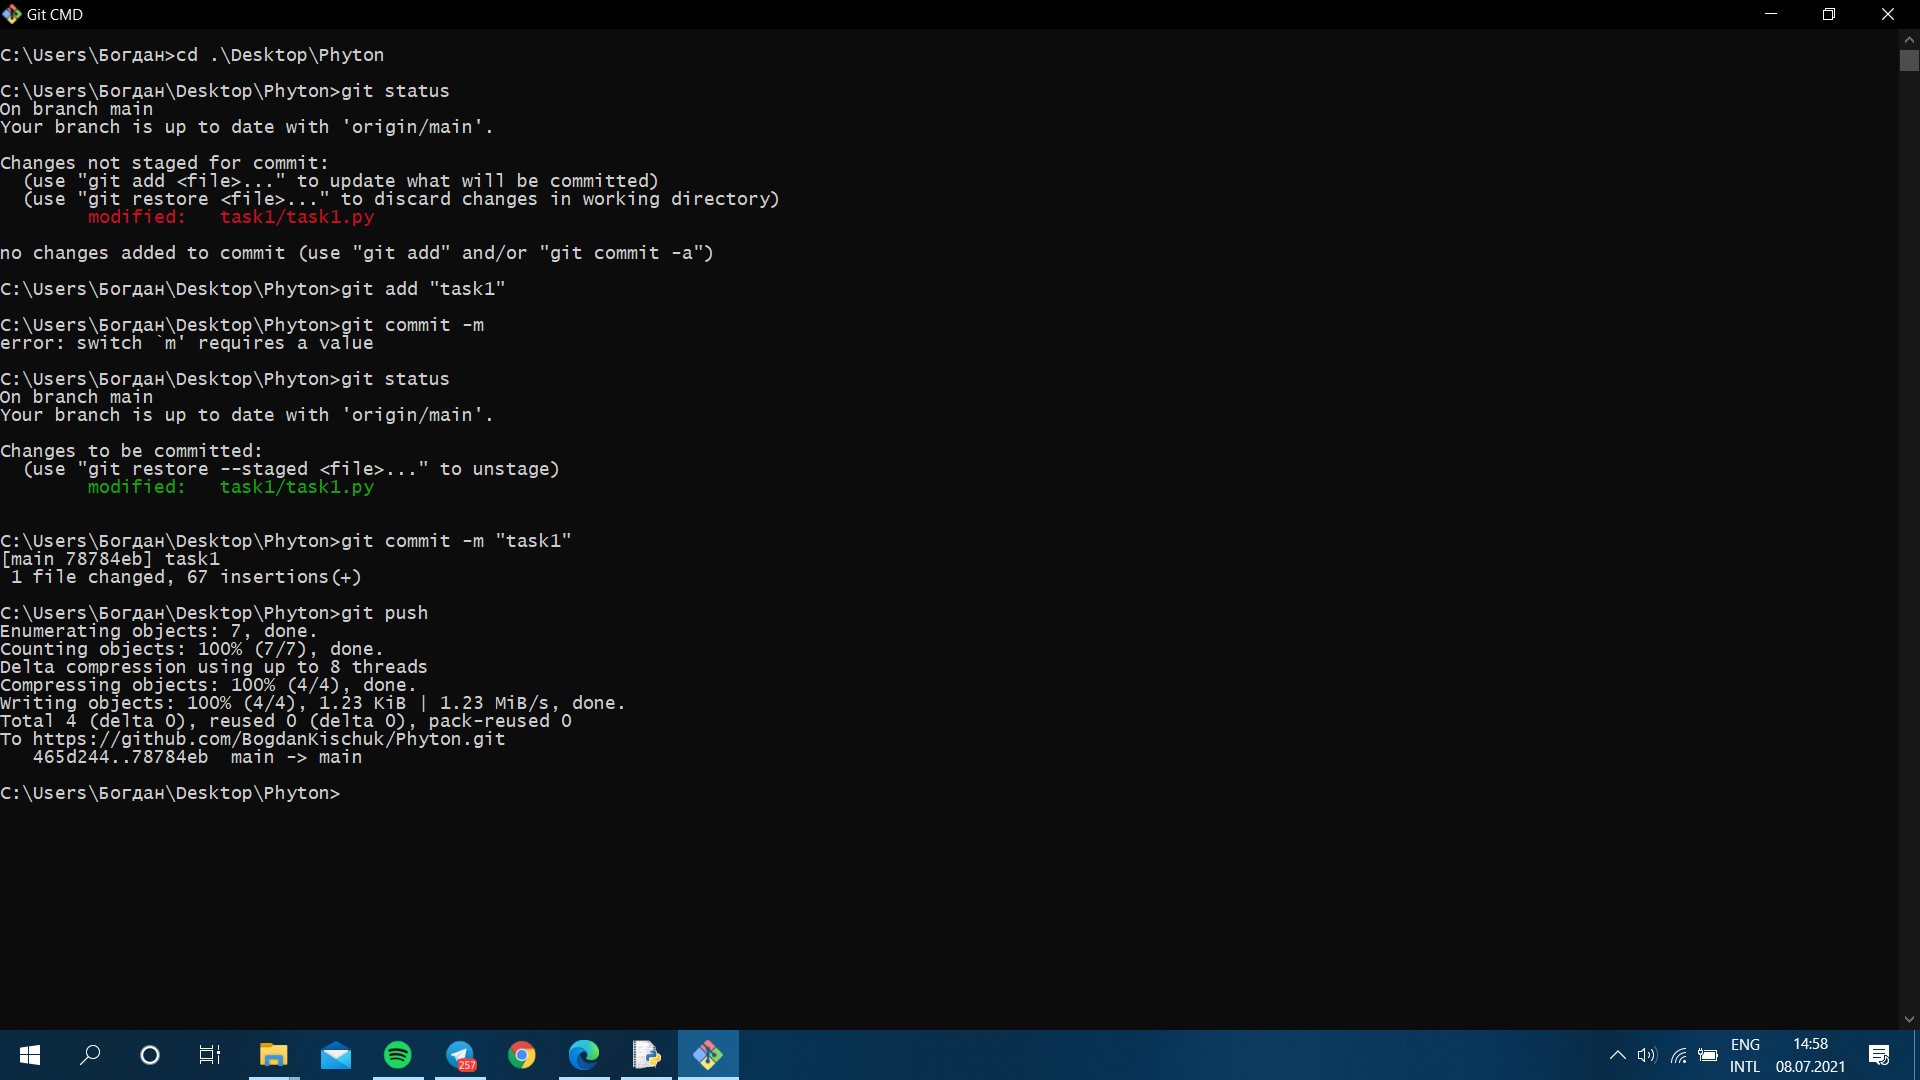 Git CMD
C:\Users\Богдан>cd .\Desktop\Phyton
C:\Users\Богдан\Desktop\Phyton>git status
On branch main
Your branch is up to date with 'origin/main'.
Changes not staged for commit:
  (use "git add <file>..." to update what will be committed)
  (use "git restore <file>..." to discard changes in working directory)
        modified:   task1/task1.py
no changes added to commit (use "git add" and/or "git commit -a")
C:\Users\Богдан\Desktop\Phyton>git add "task1"
C:\Users\Богдан\Desktop\Phyton>git commit -m
error: switch `m' requires a value
C:\Users\Богдан\Desktop\Phyton>git status
On branch main
Your branch is up to date with 'origin/main'.
Changes to be committed:
  (use "git restore --staged <file>..." to unstage)
        modified:   task1/task1.py
C:\Users\Богдан\Desktop\Phyton>git commit -m "task1"
[main 78784eb] task1
 1 file changed, 67 insertions(+)
C:\Users\Богдан\Desktop\Phyton>git push
Enumerating objects: 7, done.
Counting objects: 100% (7/7), done.
Delta compression using up to 8 threads
Compressing objects: 100% (4/4), done.
Writing objects: 100% (4/4), 1.23 KiB | 1.23 MiB/s, done.
Total 4 (delta 0), reused 0 (delta 0), pack-reused 0
To https://github.com/BogdanKischuk/Phyton.git
   465d244..78784eb  main -> main
C:\Users\Богдан\Desktop\Phyton>
257
ENG
INTL
14:58
08.07.2021